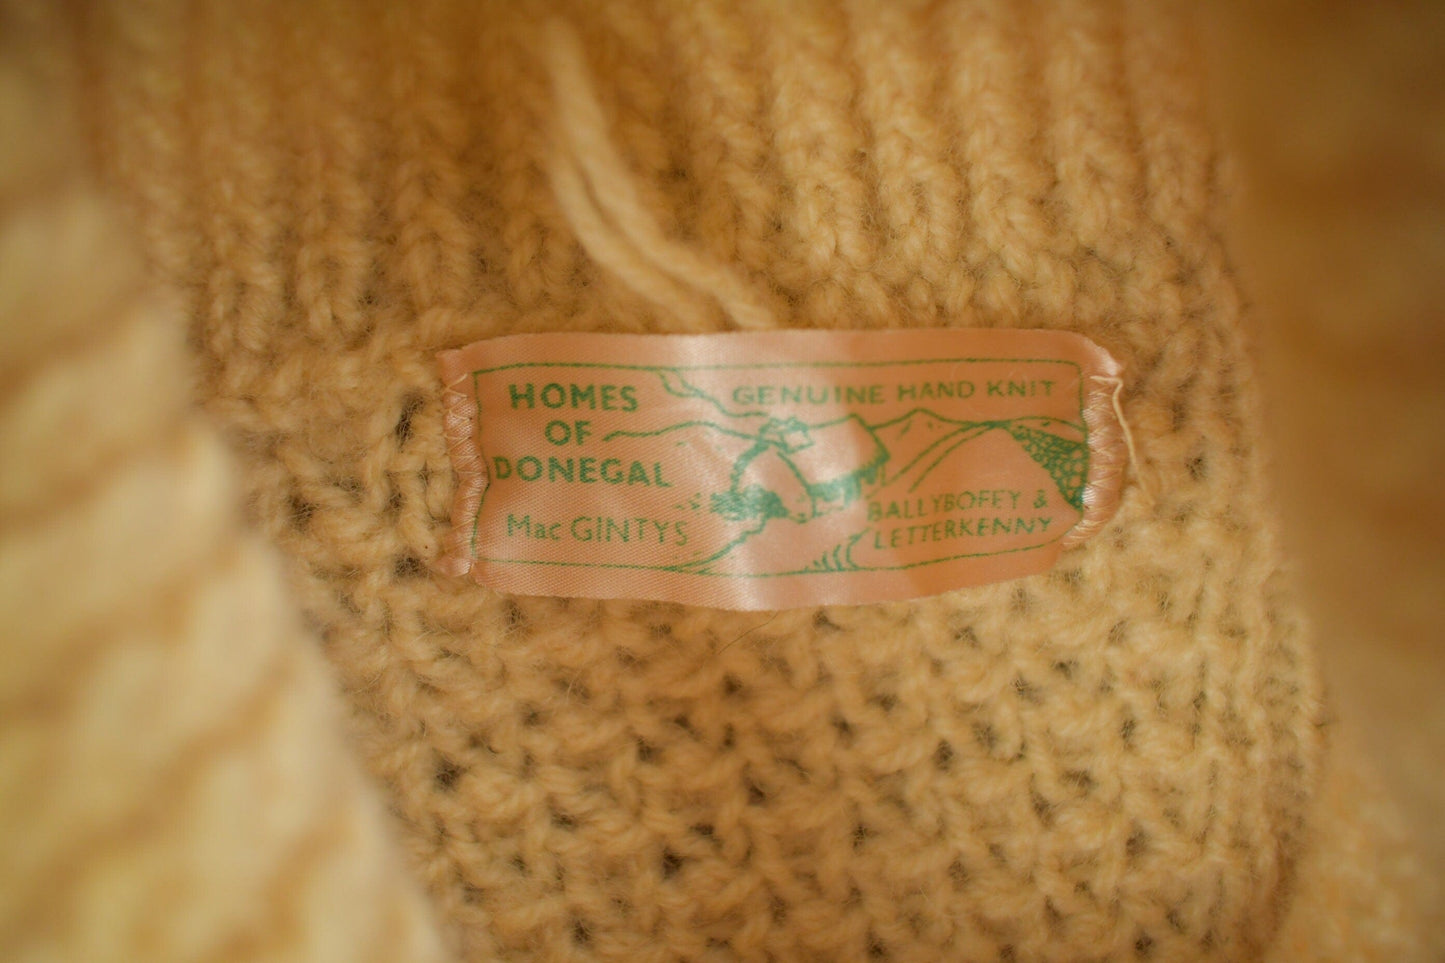 HOMES
OF
DONEGAL
Mac GINTYS
GENUINE HAND KNIT
BALLYBOFEY &
LETTERKENNY